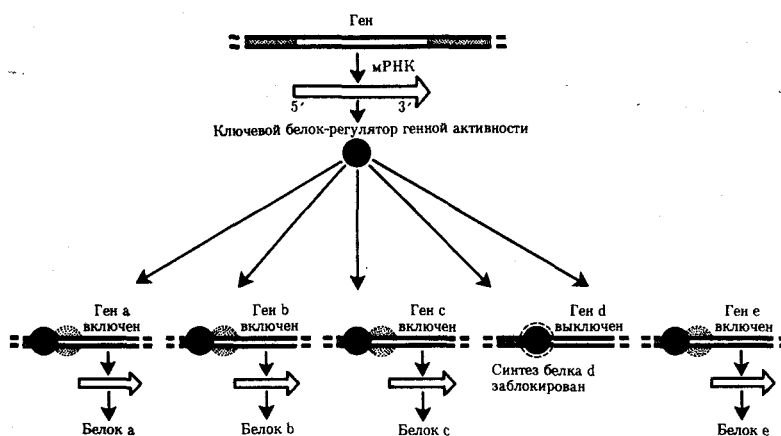 Ген
мРНК
5′ 3′
Ключевой белок-регулятор генной активности
Ген a
включен
Ген b
включен
Ген c
включен
Ген d
выключен
Ген e
включен
Синтез белка d
заблокирован
Белок a
Белок b
Белок c
Белок e